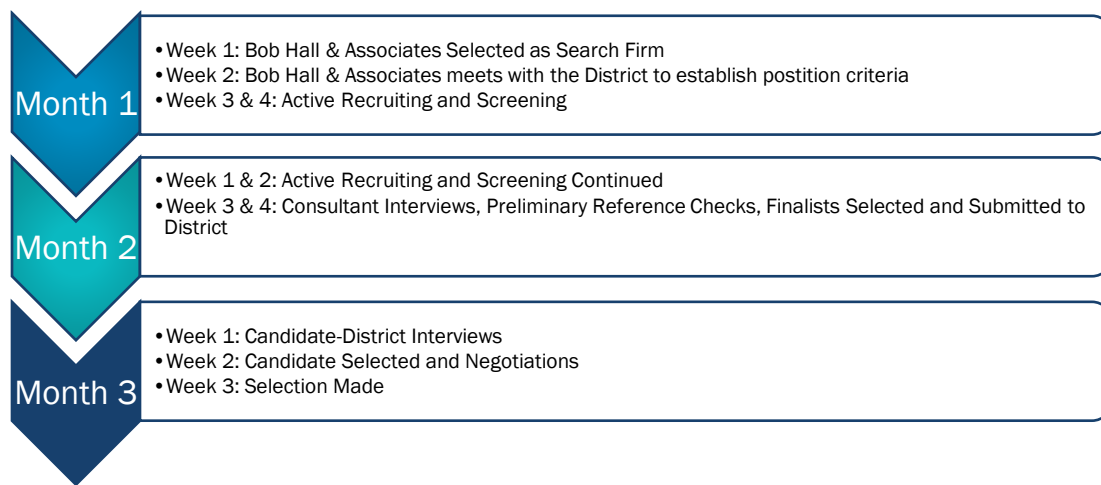 Month 1
•Week 1: Bob Hall & Associates Selected as Search Firm
•Week 2: Bob Hall & Associates meets with the District to establish postition criteria
•Week 3 & 4: Active Recruiting and Screening
Month 2
•Week 1 & 2: Active Recruiting and Screening Continued
•Week 3 & 4: Consultant Interviews, Preliminary Reference Checks, Finalists Selected and Submitted to
District
Month 3
•Week 1: Candidate-District Interviews
•Week 2: Candidate Selected and Negotiations
•Week 3: Selection Made